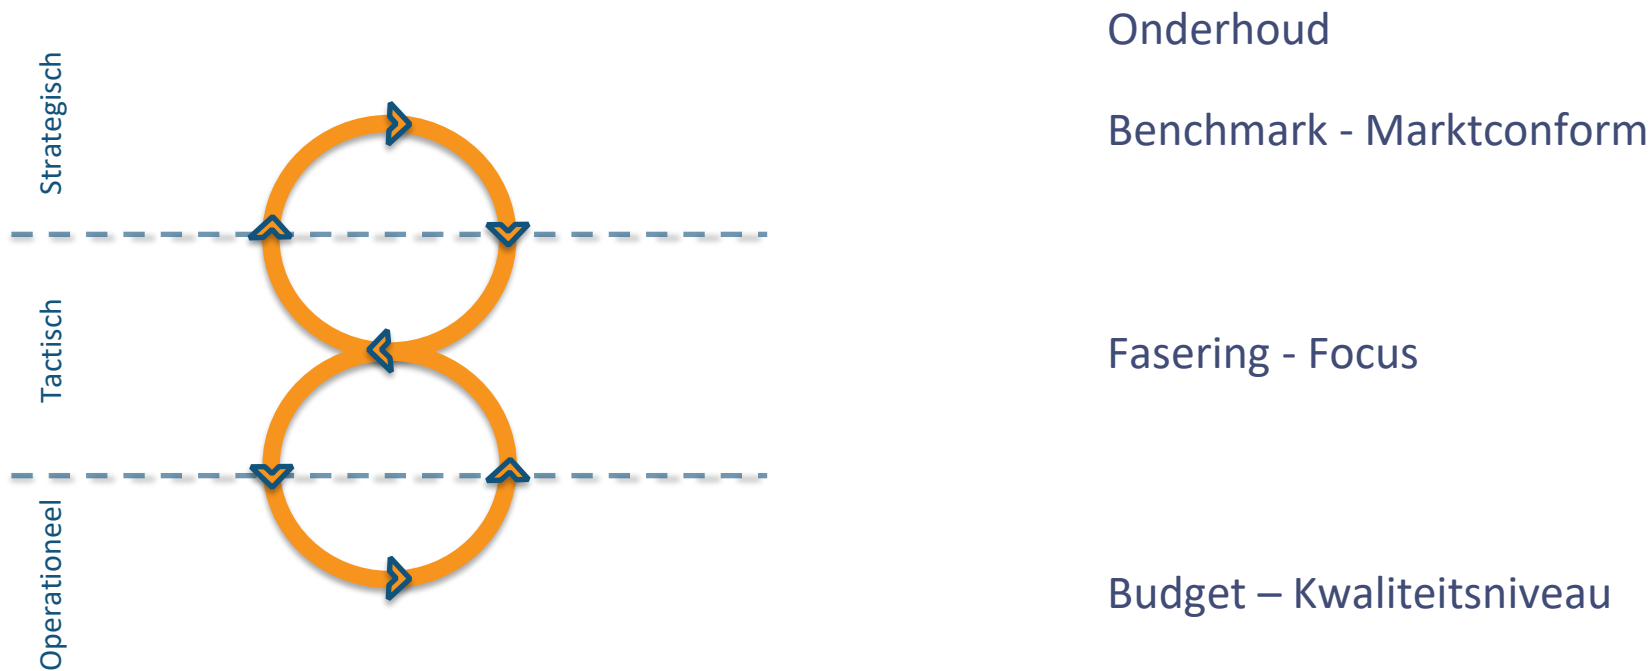 Onderhoud
Strategisch
Benchmark - Marktconform
Tactisch
Fasering - Focus
Operationeel
Budget – Kwaliteitsniveau